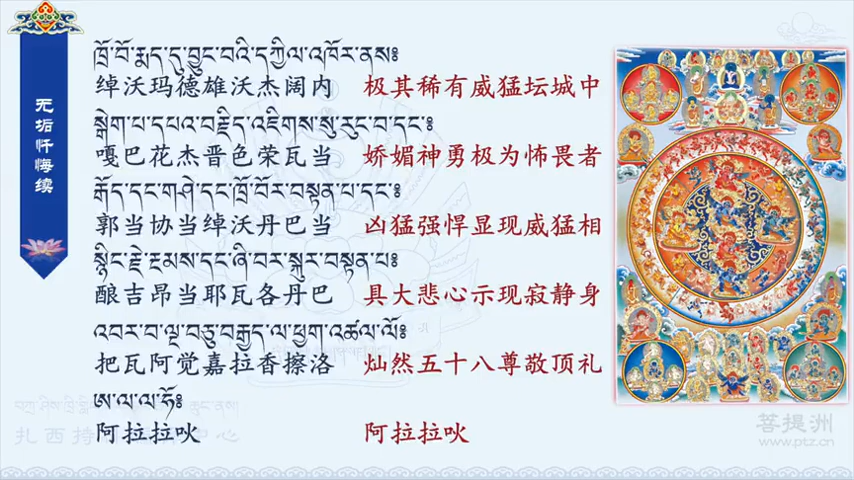 无垢忏悔续
ཁྲོ་བོ་རྨད་དུ་བྱུང་བའི་དཀྱིལ་འཁོར་ནས༔
绰沃玛德雄沃杰阔内 极其稀有威猛坛城中
སྒེག་པ་དཔའ་བརྗིད་འཇིགས་སུ་རུང་བ་དང་༔
嘎巴花杰晋色荣瓦当 娇媚神勇极为怖畏者
རྒོད་དང་གཤེ་དང་ཁྲོ་བོར་བསྟན་པ་དང་༔
郭当协当绰沃丹巴当 凶猛强悍显现威猛相
སྙིང་རྗེ་རྔམས་དང་ཞི་བར་སྐུར་བསྟན་པ༔
酿吉昂当耶瓦各丹巴 具大悲心示现寂静身
འབར་བ་ལྔ་བཅུ་བརྒྱད་ལ་ཕྱག་འཚལ་ལོ༔
把瓦阿觉嘉拉香擦洛 灿然五十八尊敬顶礼
ཨ་ལ་ལ་ཧོ༔
阿拉拉吙 阿拉拉吙
扎西持 中心
菩提洲
www.ptz.cn